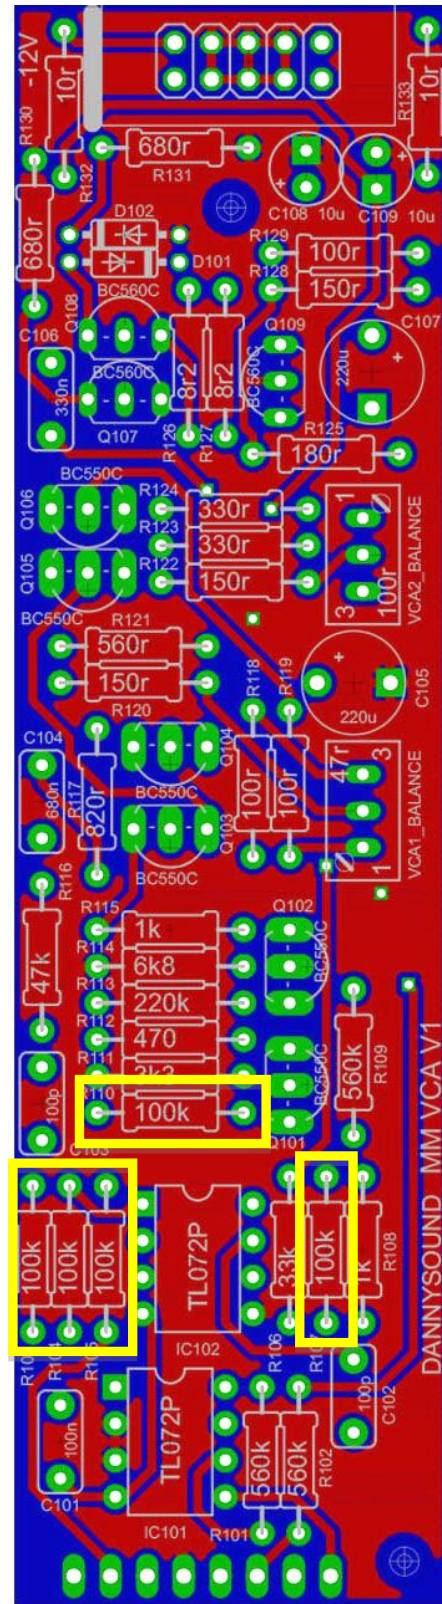 -12V
R130
10r
R132
680r
R131
R133
10r
C108
10u
C109
10u
680r
D102
D101
R129
100r
R128
150r
C107
220u
BC560C
Q108
C106
330n
BC560C
Q107
8r2
8r2
R126
R127
Q109
BC560C
R125
180r
BC550C
Q106
R124
330r
R123
330r
R122
150r
Q105
BC550C
1
3
100r
VCA2_BALANCE
R121
560r
150r
R120
R118
R119
100r
100r
C105
220u
C104
680n
R117
820r
Q104
BC550C
Q103
BC550C
47r
3
1
VCA1_BALANCE
R116
47k
R115
1k
R114
6k8
R113
220k
R112
470
R111
R110
100k
Q102
BC550C
BC550C
Q101
R109
560k
100p
C103
100k
100k
100k
R104
R105
TL072P
IC102
33k
100k
1k
R106
R107
R108
100p
C102
DANNYSOUND MM VCA V1
100n
C101
TL072P
IC101
560k
560k
R101
R102